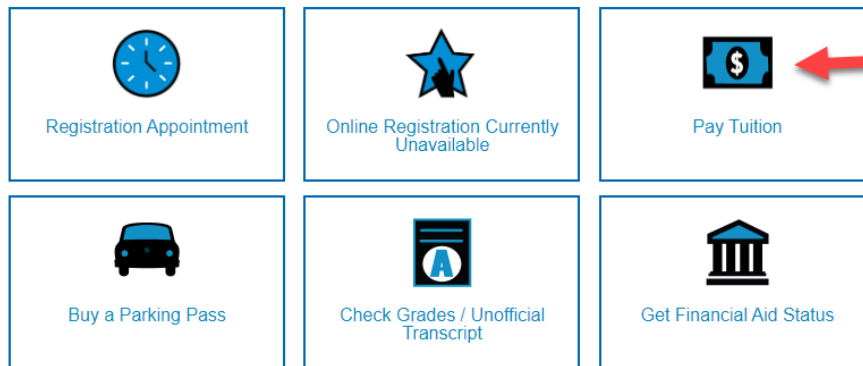 Registration Appointment
Online Registration Currently
Unavailable
$
Pay Tuition
Buy a Parking Pass
A
Check Grades / Unofficial
Transcript
Get Financial Aid Status